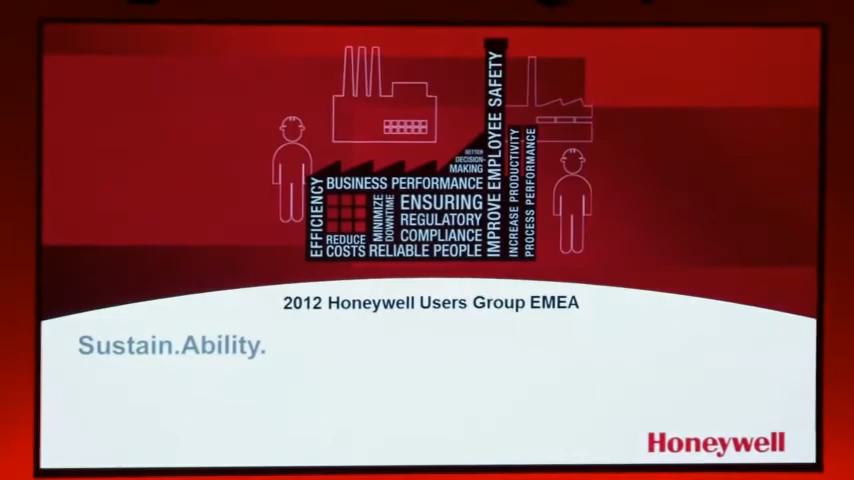 IMPROVE EMPLOYEE SAFETY
BETTER
DECISION-
MAKING
INCREASE PRODUCTIVITY
PROCESS PERFORMANCE
EFFICIENCY
BUSINESS PERFORMANCE
MINIMIZE
DOWNTIME
ENSURING
REGULATORY
COMPLIANCE
REDUCE
COSTS
RELIABLE PEOPLE
2012 Honeywell Users Group EMEA
Sustain.Ability.
Honeywell